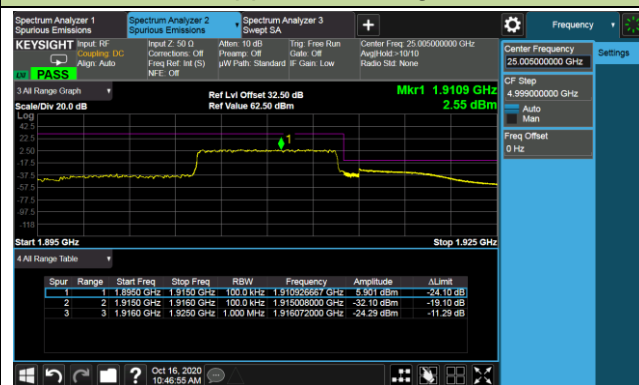 Spectrum Analyzer 1
Spurious Emissions
Spectrum Analyzer 2
Spurious Emissions
Spectrum Analyzer 3
Swept SA
+
Frequency
KEYSIGHT
Input: RF
Coupling: DC
Align: Auto
Input Z: 50 Ω
Corrections: Off
Freq Ref: Int (S)
NFE: Off
Atten: 10 dB
Preamp: Off
µW Path: Standard
Trig: Free Run
Gate: Off
IF Gain: Low
Center Freq: 25.005000000 GHz
Avg|Hold:>10/10
Radio Std: None
PASS
Center Frequency
25.005000000 GHz
Settings
CF Step
4.999000000 GHz
Auto
Man
Freq Offset
0 Hz
3 All Range Graph
Scale/Div 20.0 dB
Ref Lvl Offset 32.50 dB
Ref Value 62.50 dBm
Mkr1 1.9109 GHz
2.55 dBm
Log
42.5
22.5
2.50
-17.5
-37.5
-57.5
-77.5
-97.5
-118
1
Start 1.895 GHz
Stop 1.925 GHz
4 All Range Table
Spur Range Start Freq Stop Freq RBW Frequency Amplitude ΔLimit
1 1 1.8950 GHz 1.9150 GHz 100.0 kHz 1.910926667 GHz 5.901 dBm -24.10 dB
2 2 1.9150 GHz 1.9160 GHz 100.0 kHz 1.915008000 GHz -32.10 dBm -19.10 dB
3 3 1.9160 GHz 1.9250 GHz 1.000 MHz 1.916072000 GHz -24.29 dBm -11.29 dB
?
Oct 16, 2020
10:46:55 AM